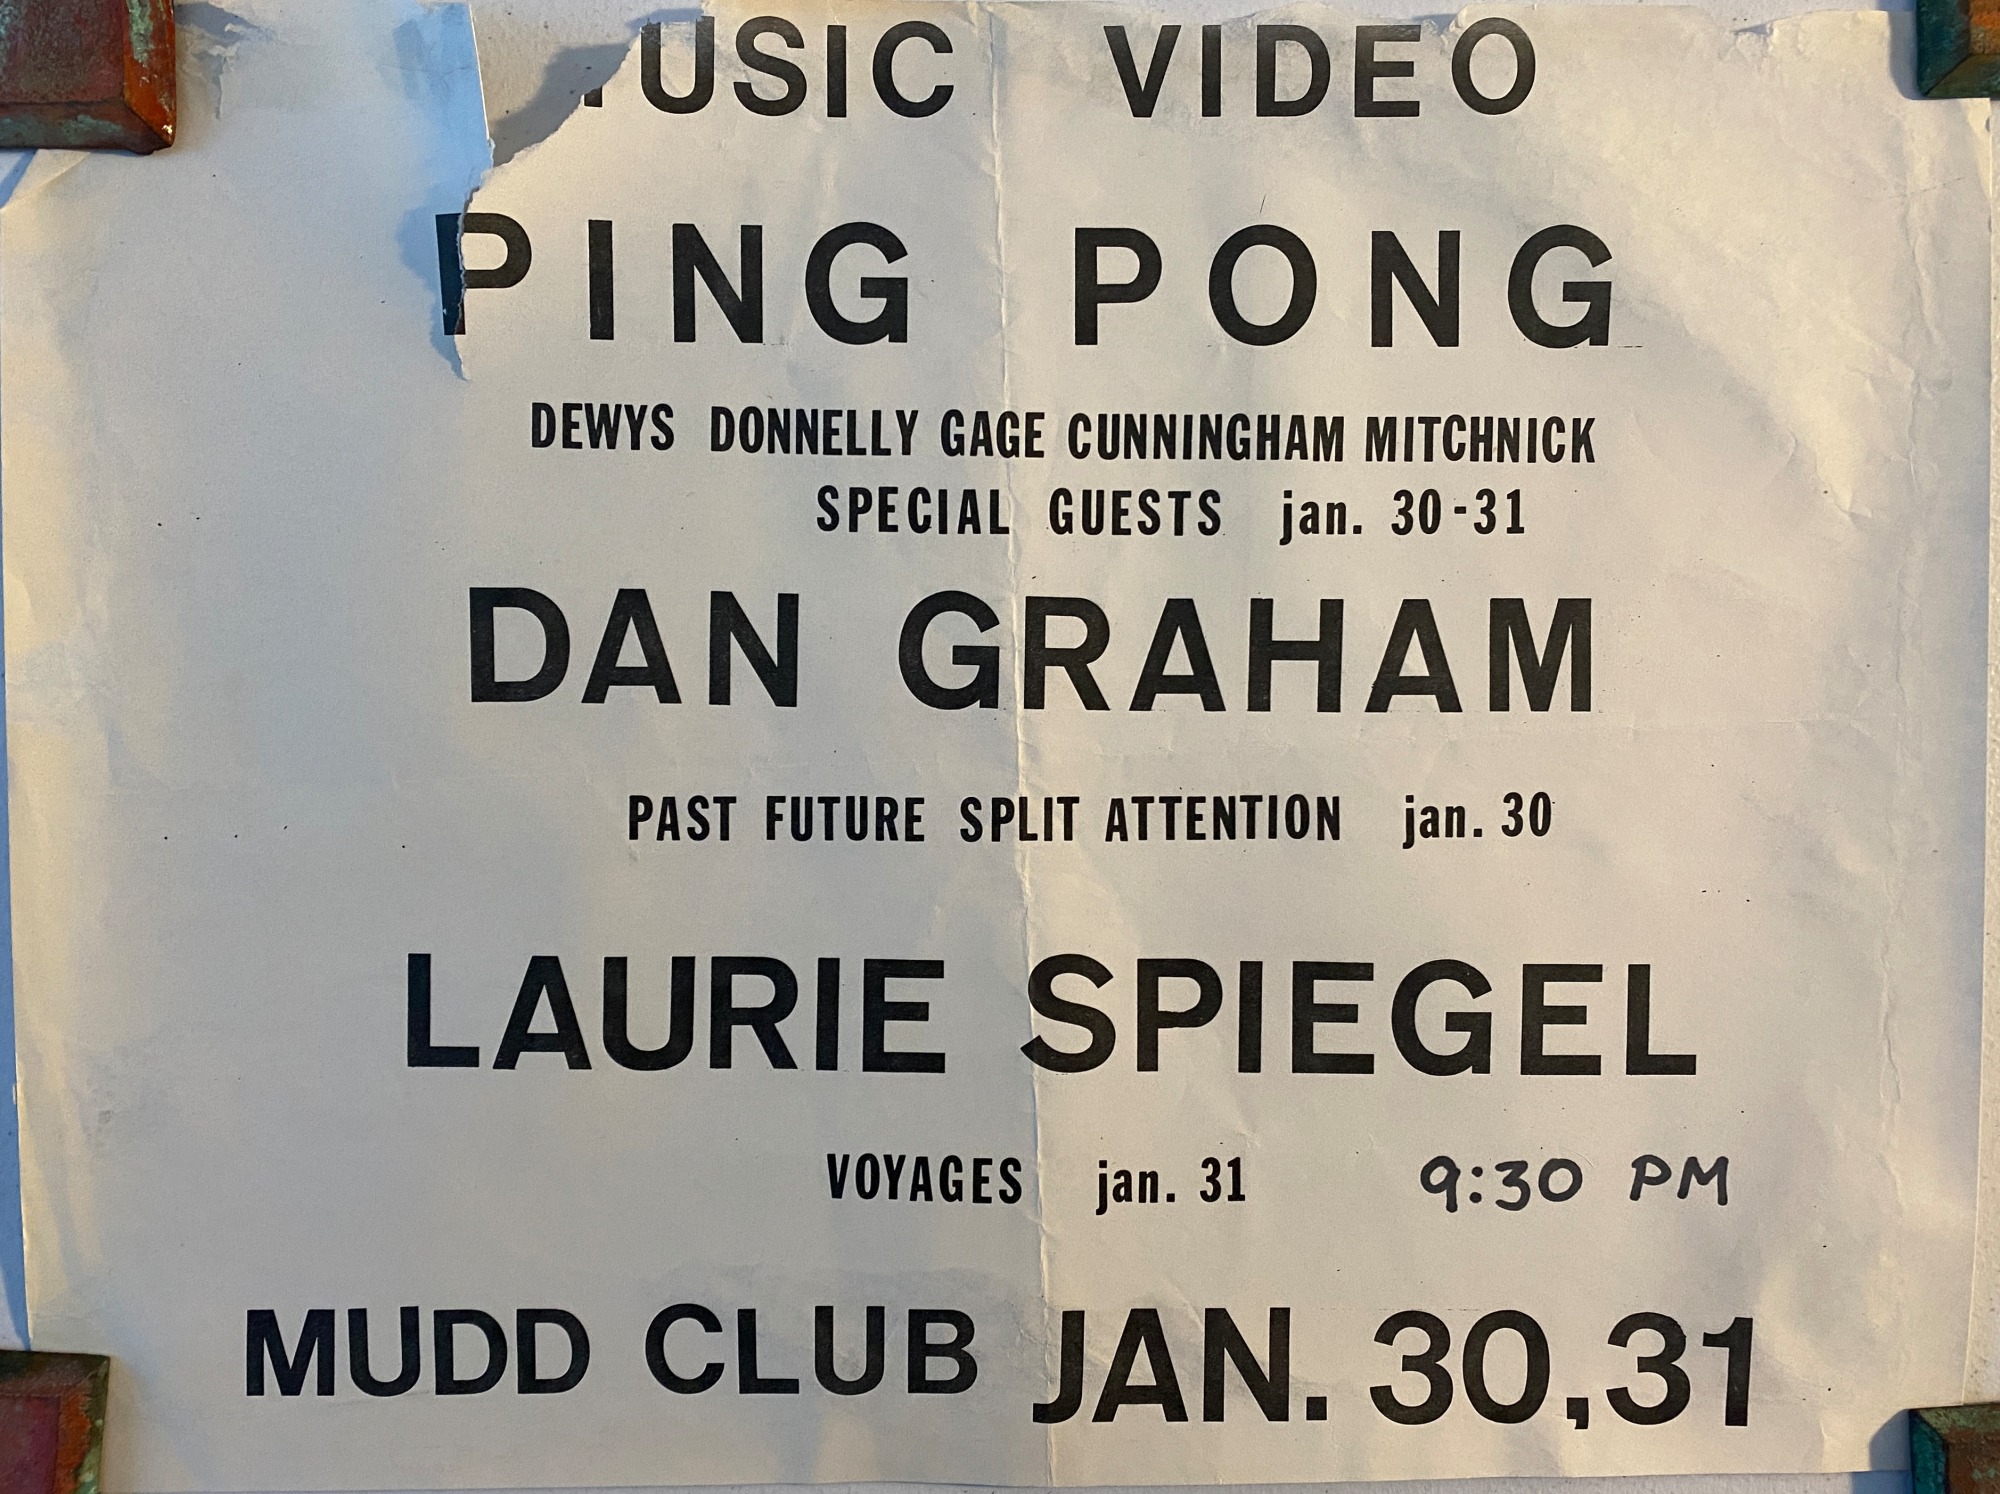 MUSIC VIDEO
PING PONG
DEWYS DONNELLY GAGE CUNNINGHAM MITCHNICK
SPECIAL GUESTS jan. 30-31
DAN GRAHAM
PAST FUTURE SPLIT ATTENTION jan. 30
LAURIE SPIEGEL
VOYAGES jan. 31 9:30 PM
MUDD CLUB JAN. 30,31